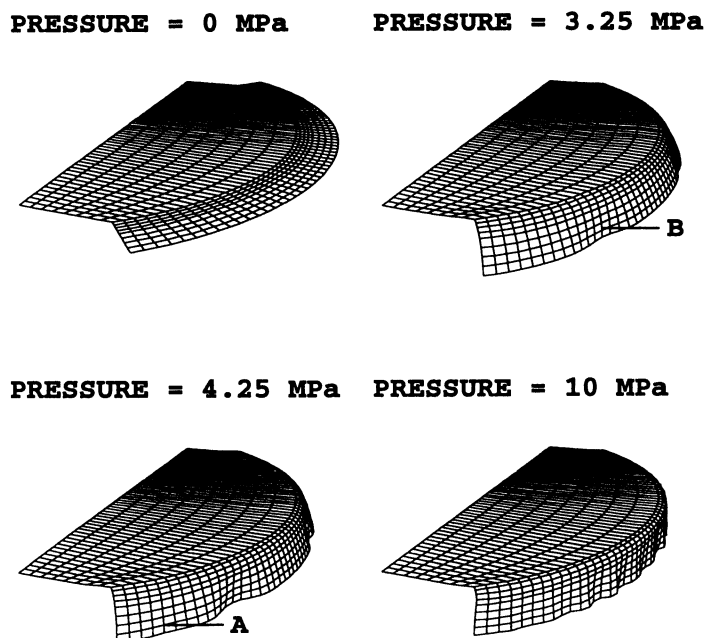 PRESSURE = 0 MPa
PRESSURE = 3.25 MPa
B
PRESSURE = 4.25 MPa
PRESSURE = 10 MPa
A